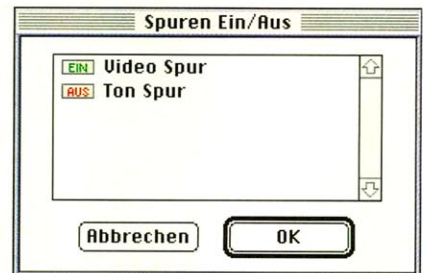 Spuren Ein/Aus
EIN Video Spur
AUS Ton Spur
Abbrechen OK